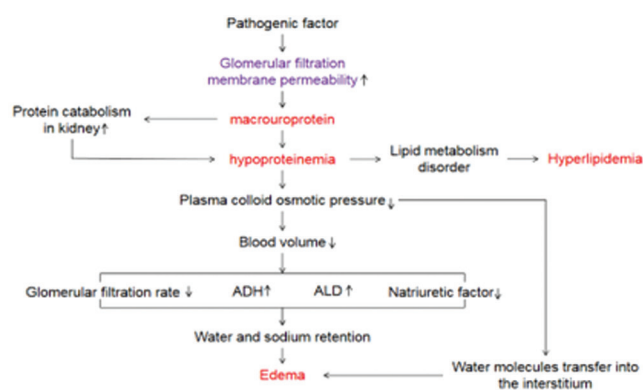 Pathogenic factor
Glomerular filtration
membrane permeability↑
Protein catabolism
in kidney↑
macrouroprotein
hypoproteinemia
Lipid metabolism
disorder
Hyperlipidemia
Plasma colloid osmotic pressure↓
Blood volume↓
Glomerular filtration rate ↓ ADH↑ ALD↑ Natriuretic factor↓
Water and sodium retention
Edema
Water molecules transfer into
the interstitium